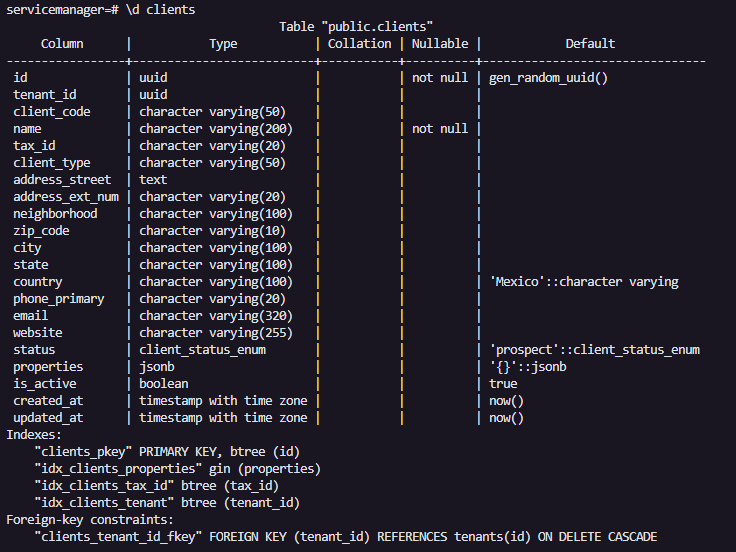 servicemanager=# \d clients
                                         Table "public.clients"
     Column      |           Type           | Collation | Nullable |            Default
-----------------+--------------------------+-----------+----------+-------------------------------
 id              | uuid                     |           | not null | gen_random_uuid()
 tenant_id       | uuid                     |           |          |
 client_code     | character varying(50)    |           |          |
 name            | character varying(200)   |           | not null |
 tax_id          | character varying(20)    |           |          |
 client_type     | character varying(50)    |           |          |
 address_street  | text                     |           |          |
 address_ext_num | character varying(20)    |           |          |
 neighborhood    | character varying(100)   |           |          |
 zip_code        | character varying(10)    |           |          |
 city            | character varying(100)   |           |          |
 state           | character varying(100)   |           |          |
 country         | character varying(100)   |           |          | 'Mexico'::character varying
 phone_primary   | character varying(20)    |           |          |
 email           | character varying(320)   |           |          |
 website         | character varying(255)   |           |          |
 status          | client_status_enum       |           |          | 'prospect'::client_status_enum
 properties      | jsonb                    |           |          | '{}'::jsonb
 is_active       | boolean                  |           |          | true
 created_at      | timestamp with time zone |           |          | now()
 updated_at      | timestamp with time zone |           |          | now()
Indexes:
    "clients_pkey" PRIMARY KEY, btree (id)
    "idx_clients_properties" gin (properties)
    "idx_clients_tax_id" btree (tax_id)
    "idx_clients_tenant" btree (tenant_id)
Foreign-key constraints:
    "clients_tenant_id_fkey" FOREIGN KEY (tenant_id) REFERENCES tenants(id) ON DELETE CASCADE